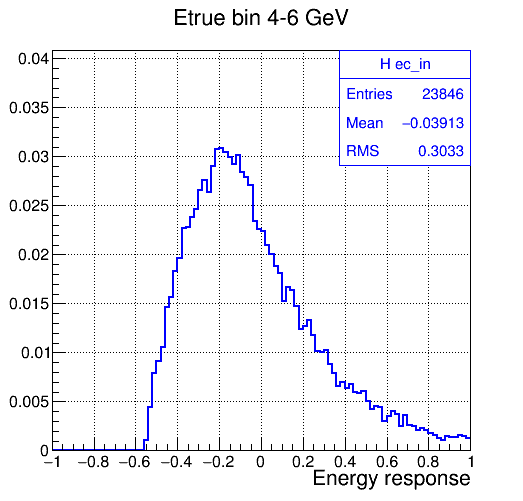 Etrue bin 4-6 GeV
H ec_in
Entries 23846
Mean −0.03913
RMS 0.3033
0.04
0.035
0.03
0.025
0.02
0.015
0.01
0.005
0
−1 −0.8 −0.6 −0.4 −0.2 0 0.2 0.4 0.6 0.8 1
Energy response